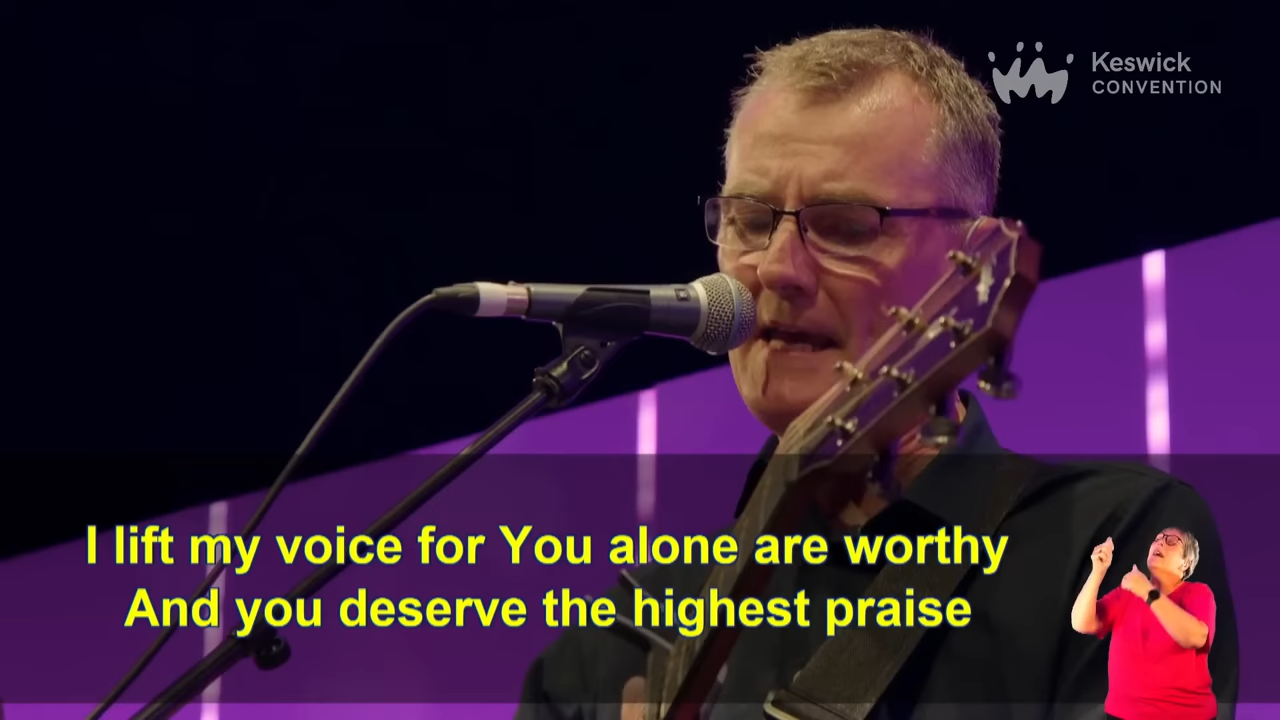 Keswick
CONVENTION
I lift my voice for You alone are worthy
And you deserve the highest praise